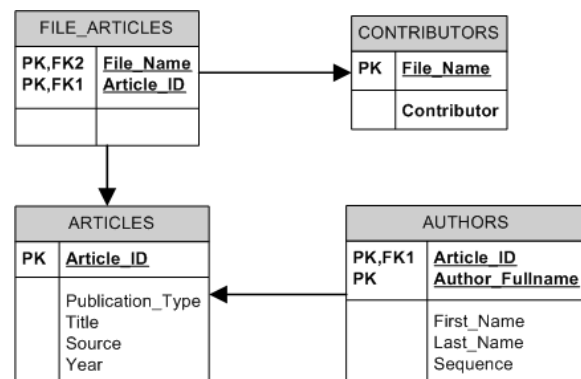 FILE_ARTICLES
PK,FK2 File_Name
PK,FK1 Article_ID
CONTRIBUTORS
PK File_Name
Contributor
ARTICLES
PK Article_ID
Publication_Type
Title
Source
Year
AUTHORS
PK,FK1 Article_ID
PK Author_Fullname
First_Name
Last_Name
Sequence